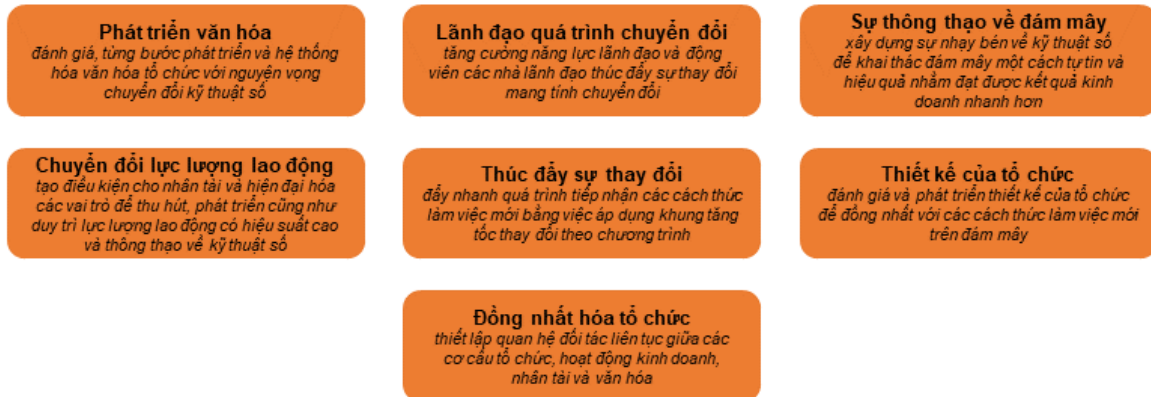 Phát triển văn hóa
đánh giá, từng bước phát triển và hệ thống
hóa văn hóa tổ chức với nguyện vọng
chuyển đổi kỹ thuật số
Lãnh đạo quá trình chuyển đổi
tăng cường năng lực lãnh đạo và động
viên các nhà lãnh đạo thúc đẩy sự thay đổi
mang tính chuyển đổi
Sự thông thạo về đám mây
xây dựng sự nhạy bén về kỹ thuật số
để khai thác đám mây một cách tự tin và
hiệu quả nhằm đạt được kết quả kinh
doanh nhanh hơn
Chuyển đổi lực lượng lao động
tạo điều kiện cho nhân tài và hiện đại hóa
các vai trò để thu hút, phát triển cũng như
duy trì lực lượng lao động có hiệu suất cao
và thông thạo về kỹ thuật số
Thúc đẩy sự thay đổi
đẩy nhanh quá trình tiếp nhận các cách thức
làm việc mới bằng việc áp dụng khung tăng
tốc thay đổi theo chương trình
Thiết kế của tổ chức
đánh giá và phát triển thiết kế của tổ chức
để đồng nhất với các cách thức làm việc mới
trên đám mây
Đồng nhất hóa tổ chức
thiết lập quan hệ đối tác liên tục giữa các
cơ cấu tổ chức, hoạt động kinh doanh,
nhân tài và văn hóa